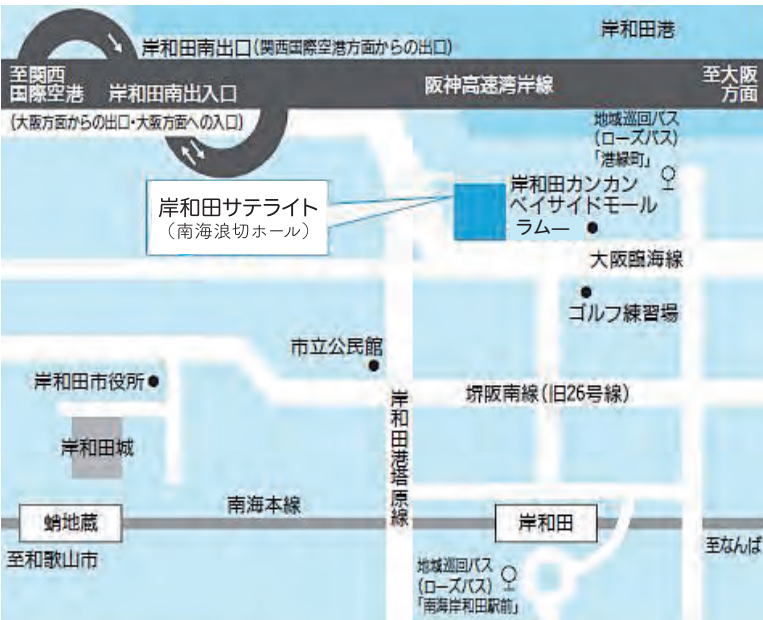 岸和田港
岸和田南出口(関西国際空港方面からの出口)
至関西
国際空港
岸和田南出入口
阪神高速湾岸線
至大阪
方面
(大阪方面からの出口・大阪方面への入口)
地域巡回バス
(ローズバス)
「港緑町」
岸和田サテライト
(南海浪切ホール)
岸和田カンカン
ベイサイドモール
ラム―
大阪臨海線
ゴルフ練習場
市立公民館
岸和田市役所
堺阪南線(旧26号線)
岸和田港塔原線
岸和田城
南海本線
蛸地蔵
岸和田
至和歌山市
至なんば
地域巡回バス
(ローズバス)
「南海岸和田駅前」